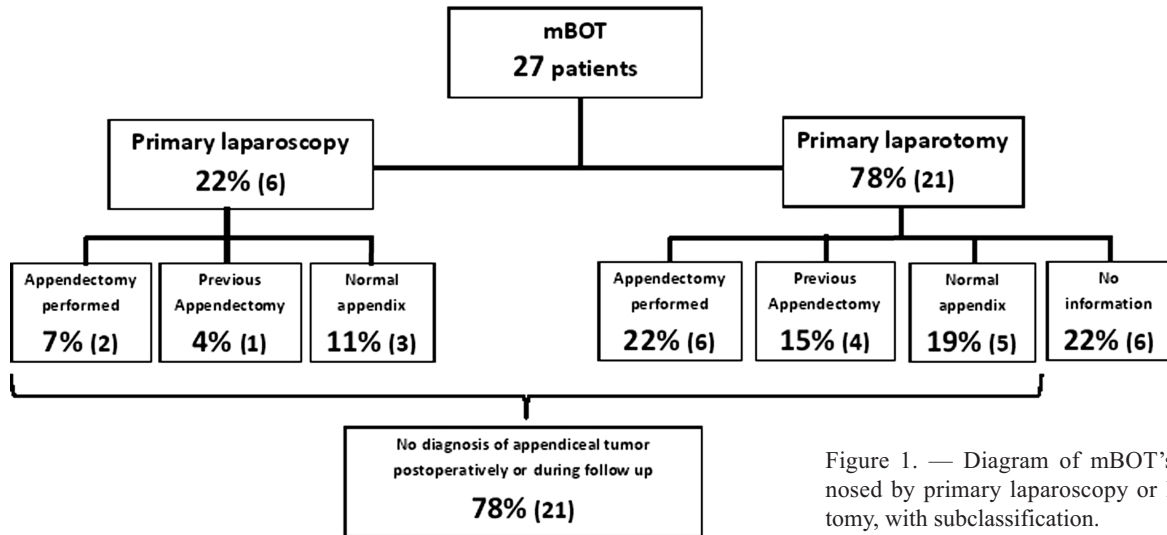 mBOT
27 patients
Primary laparoscopy
22% (6)
Primary laparotomy
78% (21)
Appendectomy
performed
7% (2)
Previous
Appendectomy
4% (1)
Normal
appendix
11% (3)
Appendectomy
performed
22% (6)
Previous
Appendectomy
15% (4)
Normal
appendix
19% (5)
No
information
22% (6)
No diagnosis of appendiceal tumor
postoperatively or during follow up
78% (21)
Figure 1. — Diagram of mBOT’s
nosed by primary laparoscopy or
tomy, with subclassification.